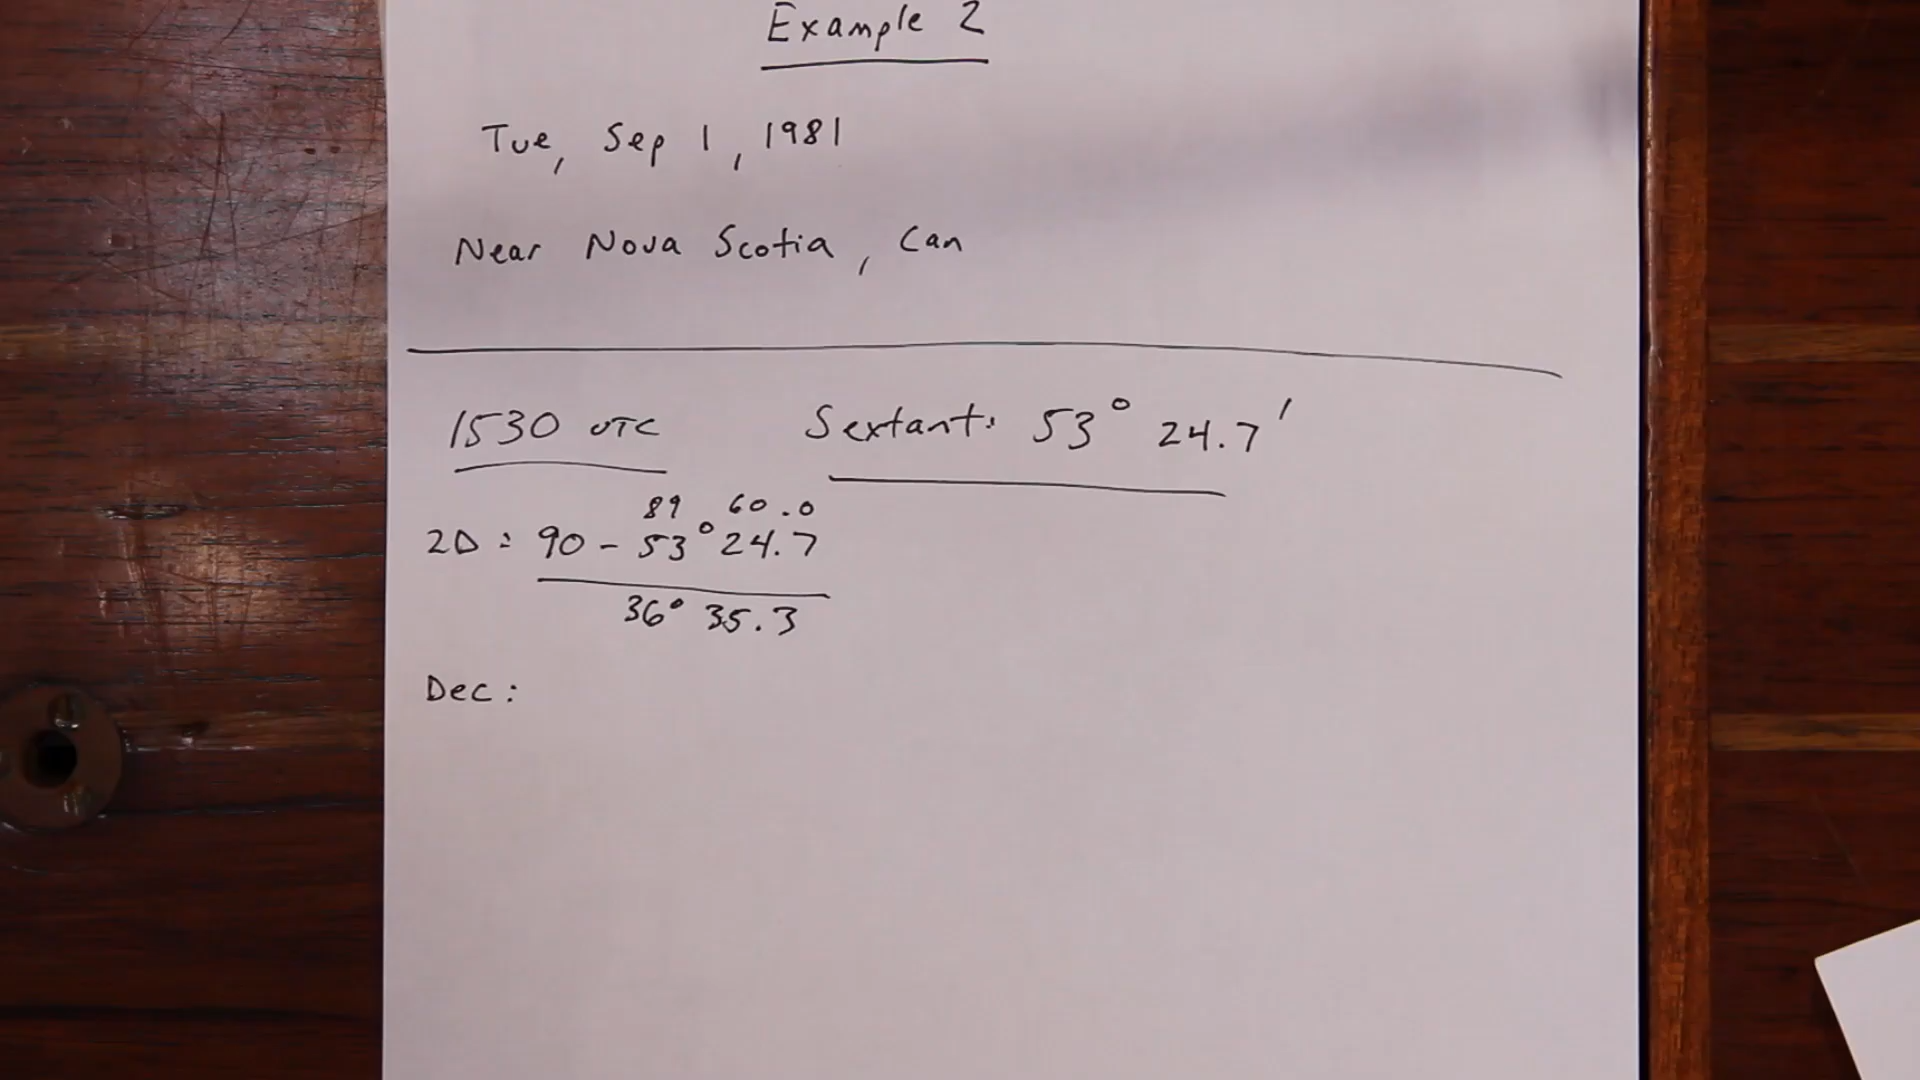 Example 2
Tue, Sep 1, 1981
Near Nova Scotia, Can
1530 UTC Sextant: 53° 24.7'
89 60.0
ZD: 90 - 53° 24.7
36° 35.3
Dec: